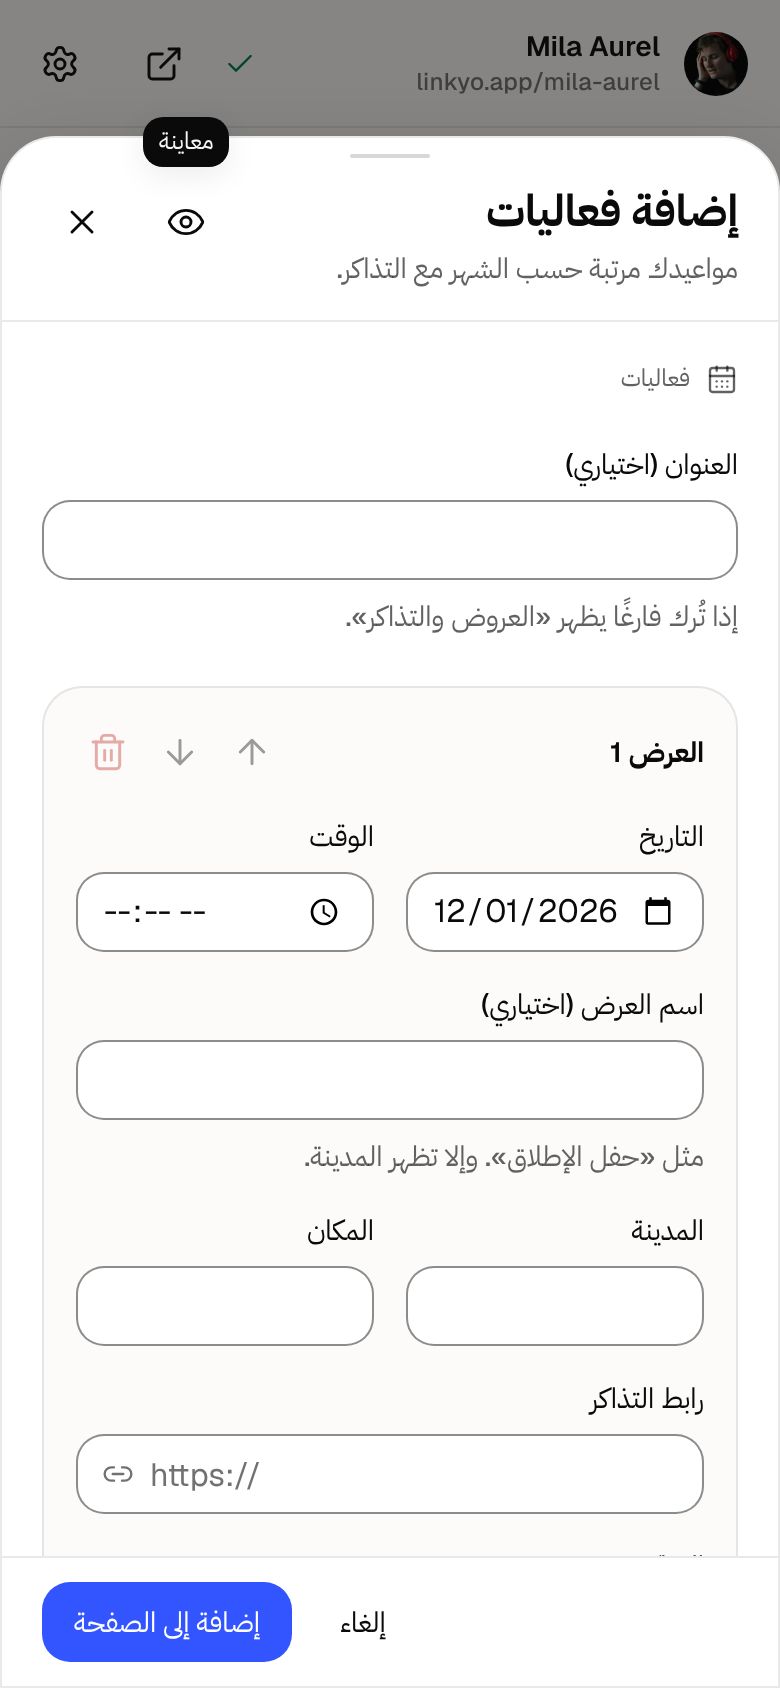 Mila Aurel
linkyo.app/mila-aurel
معاينة
إضافة فعاليات
مواعيدك مرتبة حسب الشهر مع التذاكر.
فعاليات
العنوان (اختياري)
إذا تُرك فارغًا يظهر «العروض والتذاكر».
العرض 1
التاريخ
الوقت
12/01/2026
--:-- --
اسم العرض (اختياري)
مثل «حفل الإطلاق». وإلا تظهر المدينة.
المدينة
المكان
رابط التذاكر
https://
إلغاء
إضافة إلى الصفحة